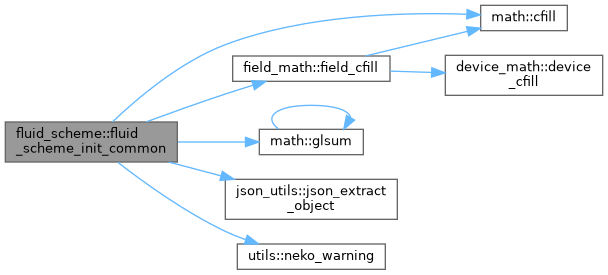 math::cfill
field_math::field_cfill
device_math::device
_cfill
fluid_scheme::fluid
_scheme_init_common
math::glsum
json_utils::json_extract
_object
utils::neko_warning